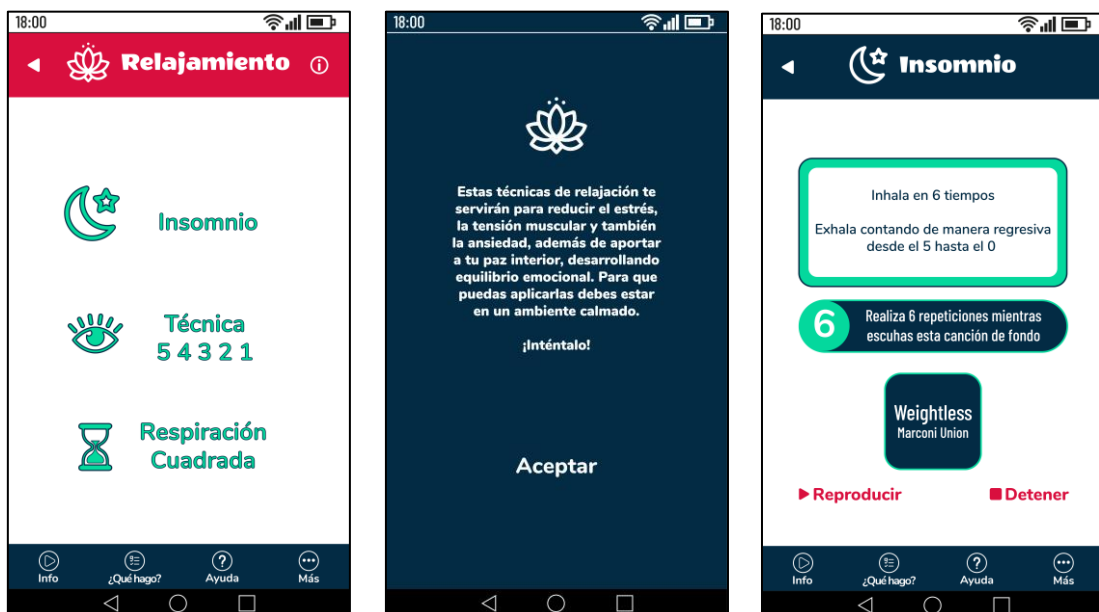 18:00
Relajamiento
Insomnio
Técnica
5 4 3 2 1
Respiración
Cuadrada
Info
¿Qué hago?
Ayuda
Más
18:00
Estas técnicas de relajación te
servirán para reducir el estrés,
la tensión muscular y también
la ansiedad, además de aportar
a tu paz interior, desarrollando
equilibrio emocional. Para que
puedas aplicarlas debes estar
en un ambiente calmado.
¡Inténtalo!
Aceptar
18:00
Insomnio
Inhala en 6 tiempos
Exhala contando de manera regresiva
desde el 5 hasta el 0
6
Realiza 6 repeticiones mientras
escuhas esta canción de fondo
Weightless
Marconi Union
Reproducir
Detener
Info
¿Qué hago?
Ayuda
Más